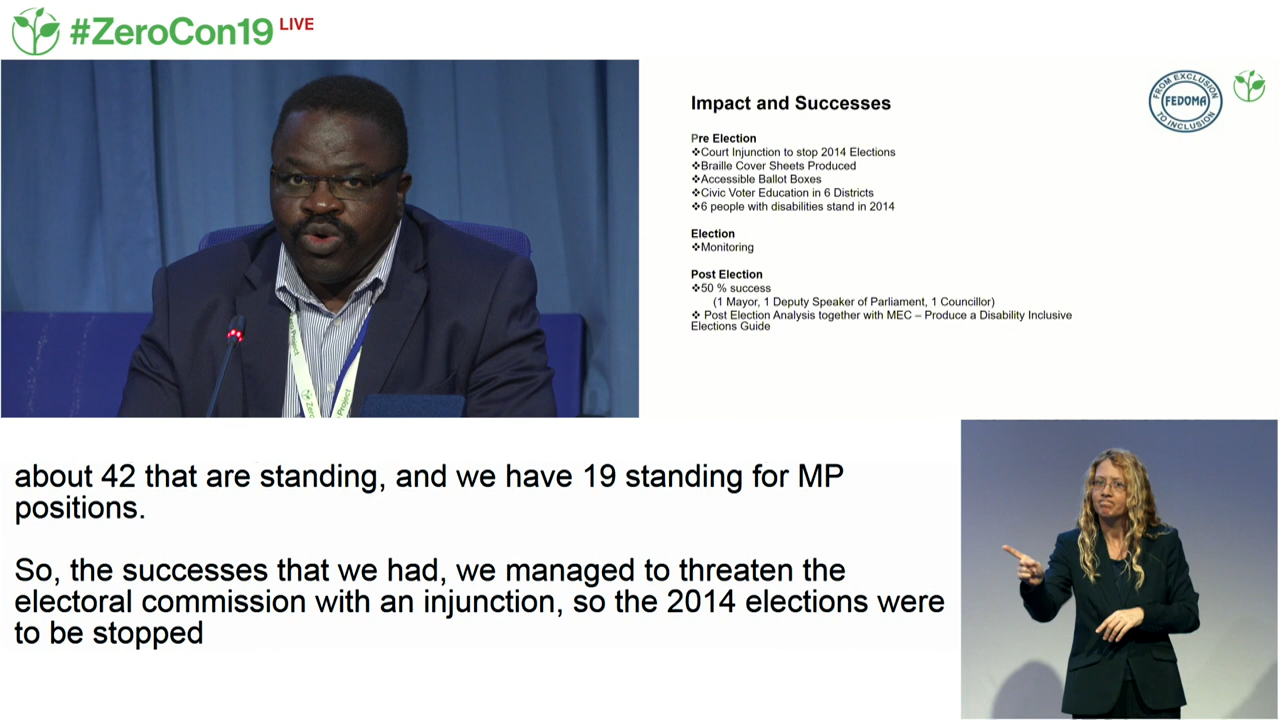 #ZeroCon19 LIVE
FROM EXCLUSION
FEDOMA
TO INCLUSION
Impact and Successes
Pre Election
❖Court Injunction to stop 2014 Elections
❖Braille Cover Sheets Produced
❖Accessible Ballot Boxes
❖Civic Voter Education in 6 Districts
❖6 people with disabilities stand in 2014
Election
❖Monitoring
Post Election
❖50 % success
(1 Mayor, 1 Deputy Speaker of Parliament, 1 Councillor)
❖ Post Election Analysis together with MEC – Produce a Disability Inclusive
Elections Guide
Project
Zero
Project
about 42 that are standing, and we have 19 standing for MP
positions.
So, the successes that we had, we managed to threaten the
electoral commission with an injunction, so the 2014 elections were
to be stopped